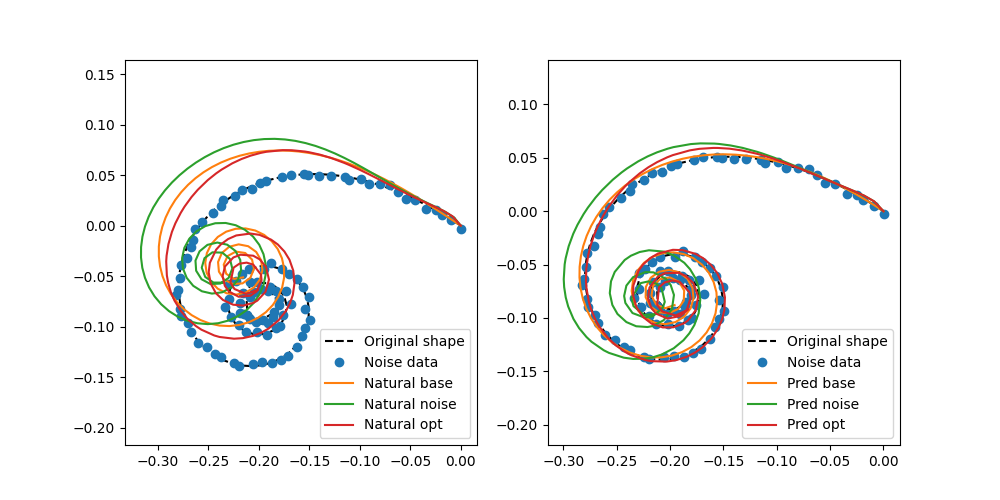 0.15
0.10
0.05
0.00
−0.05
−0.10
−0.15
−0.20
−0.30 −0.25 −0.20 −0.15 −0.10 −0.05 0.00
Original shape
Noise data
Natural base
Natural noise
Natural opt
0.10
0.05
0.00
−0.05
−0.10
−0.15
−0.20
−0.30 −0.25 −0.20 −0.15 −0.10 −0.05 0.00
Original shape
Noise data
Pred base
Pred noise
Pred opt